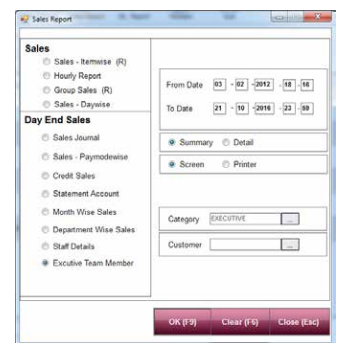 Sales Report
Sales
Sales - Itemwise (R)
Hourly Report
Group Sales (R)
Sales - Daywise
Day End Sales
Sales Journal
Sales - Paymodewise
Credit Sales
Statement Account
Month Wise Sales
Department Wise Sales
Staff Details
Excutive Team Member
From Date 03 - 02 - 2012 - 18 - 16
To Date 21 - 10 - 2016 - 23 -
Summary Detail
Screen Printer
Category EXECUTIVE ...
Customer ...
OK (F9) Clear (F6) Close (Esc)